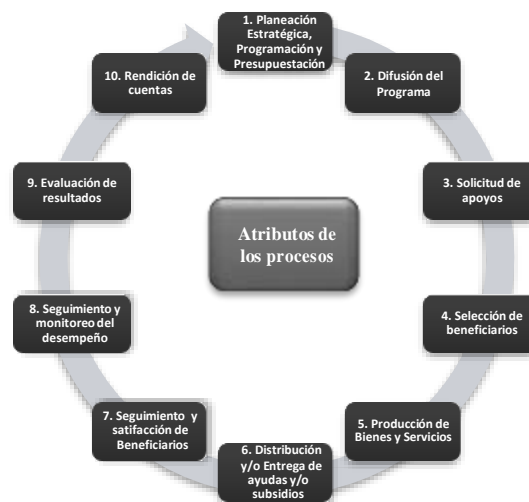 1. Planeación
Estratégica,
Programación y
Presupuestación
2. Difusión del
Programa
3. Solicitud de
apoyos
4. Selección de
beneficiarios
5. Producción de
Bienes y Servicios
6. Distribución
y/o Entrega de
ayudas y/o
subsidios
7. Seguimiento y
satifacción de
Beneficiarios
8. Seguimiento y
monitoreo del
desempeño
9. Evaluación de
resultados
10. Rendición de
cuentas
Atributos de
los procesos